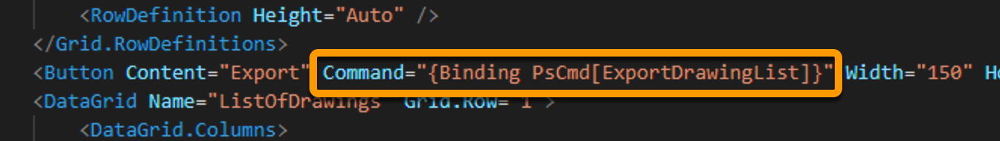 <RowDefinition Height="Auto" />
</Grid.RowDefinitions>
<Button Content="Export" Command="{Binding PsCmd[ExportDrawingList]}" Width="150" Ho
<DataGrid Name="ListOfDrawings" Grid.Row="1">
<DataGrid.Columns>